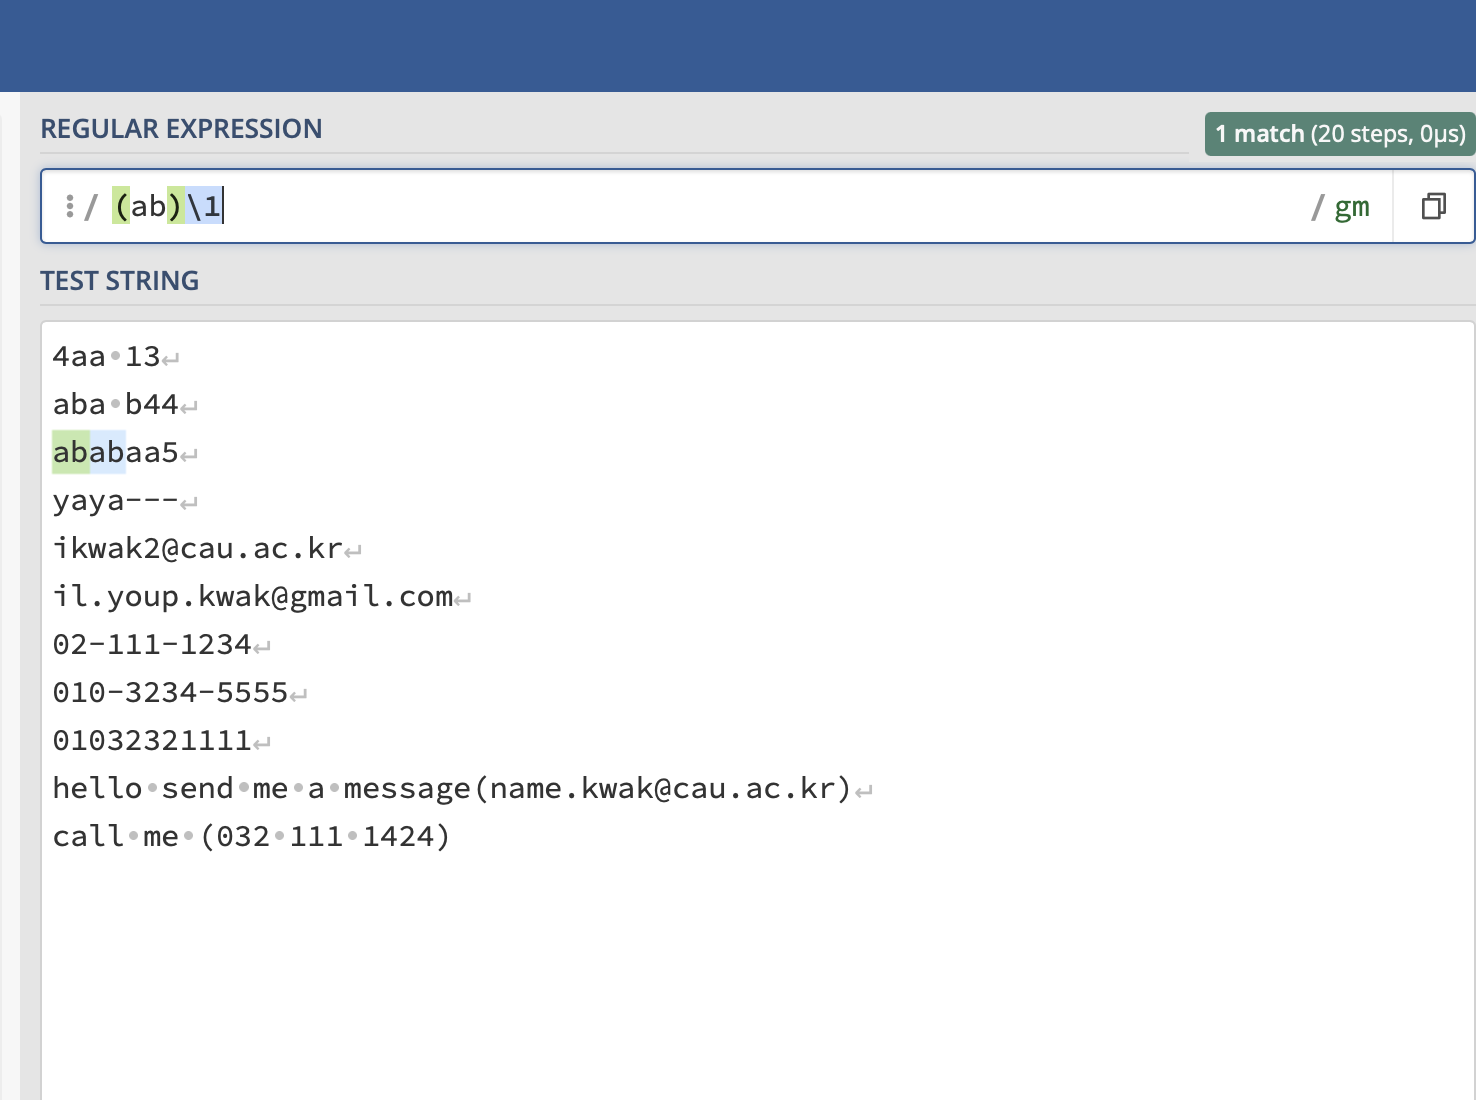 REGULAR EXPRESSION
1 match (20 steps, 0μs)
/ (ab)\1 / gm
TEST STRING
4aa·13↵
aba·b44↵
ababaa5↵
yaya---↵
ikwak2@cau.ac.kr↵
il.youp.kwak@gmail.com↵
02-111-1234↵
010-3234-5555↵
01032321111↵
hello·send·me·a·message(name.kwak@cau.ac.kr)↵
call·me·(032·111·1424)